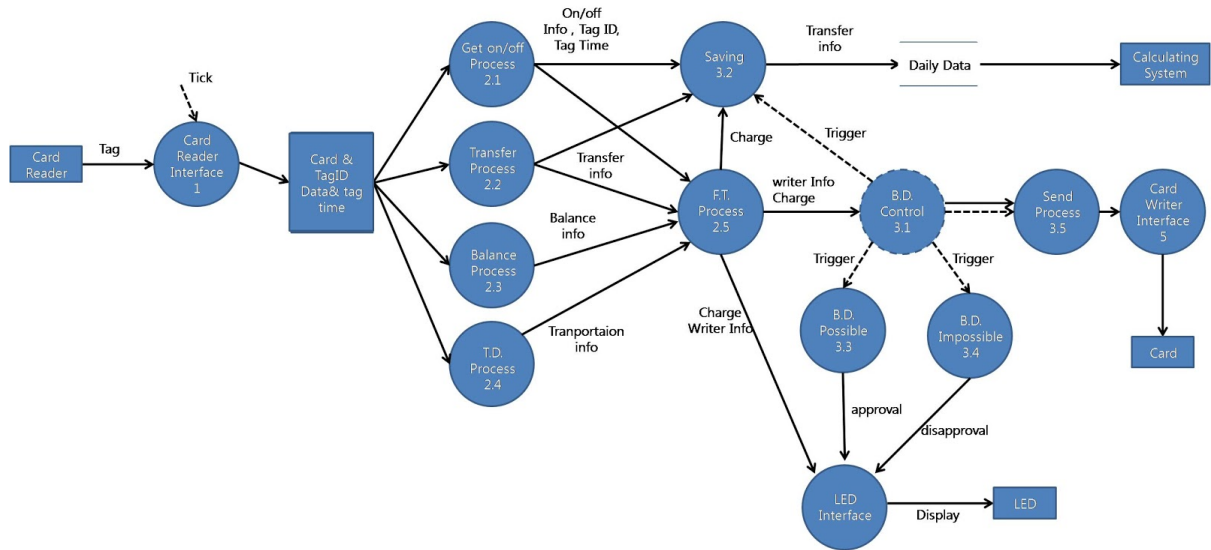 Card
Reader
Tag
Tick
Card
Reader
Interface
1
Card &
TagID
Data& tag
time
Get on/off
Process
2.1
Transfer
Process
2.2
Balance
Process
2.3
T.D.
Process
2.4
On/off
Info , Tag ID,
Tag Time
Transfer
info
Balance
info
Tranportaion
info
Saving
3.2
Charge
F.T.
Process
2.5
Transfer
info
Daily Data
Calculating
System
Trigger
writer Info
Charge
B.D.
Control
3.1
Send
Process
3.5
Card
Writer
Interface
5
Card
Trigger
Trigger
B.D.
Possible
3.3
B.D.
Impossible
3.4
Charge
Writer Info
approval
disapproval
LED
Interface
Display
LED